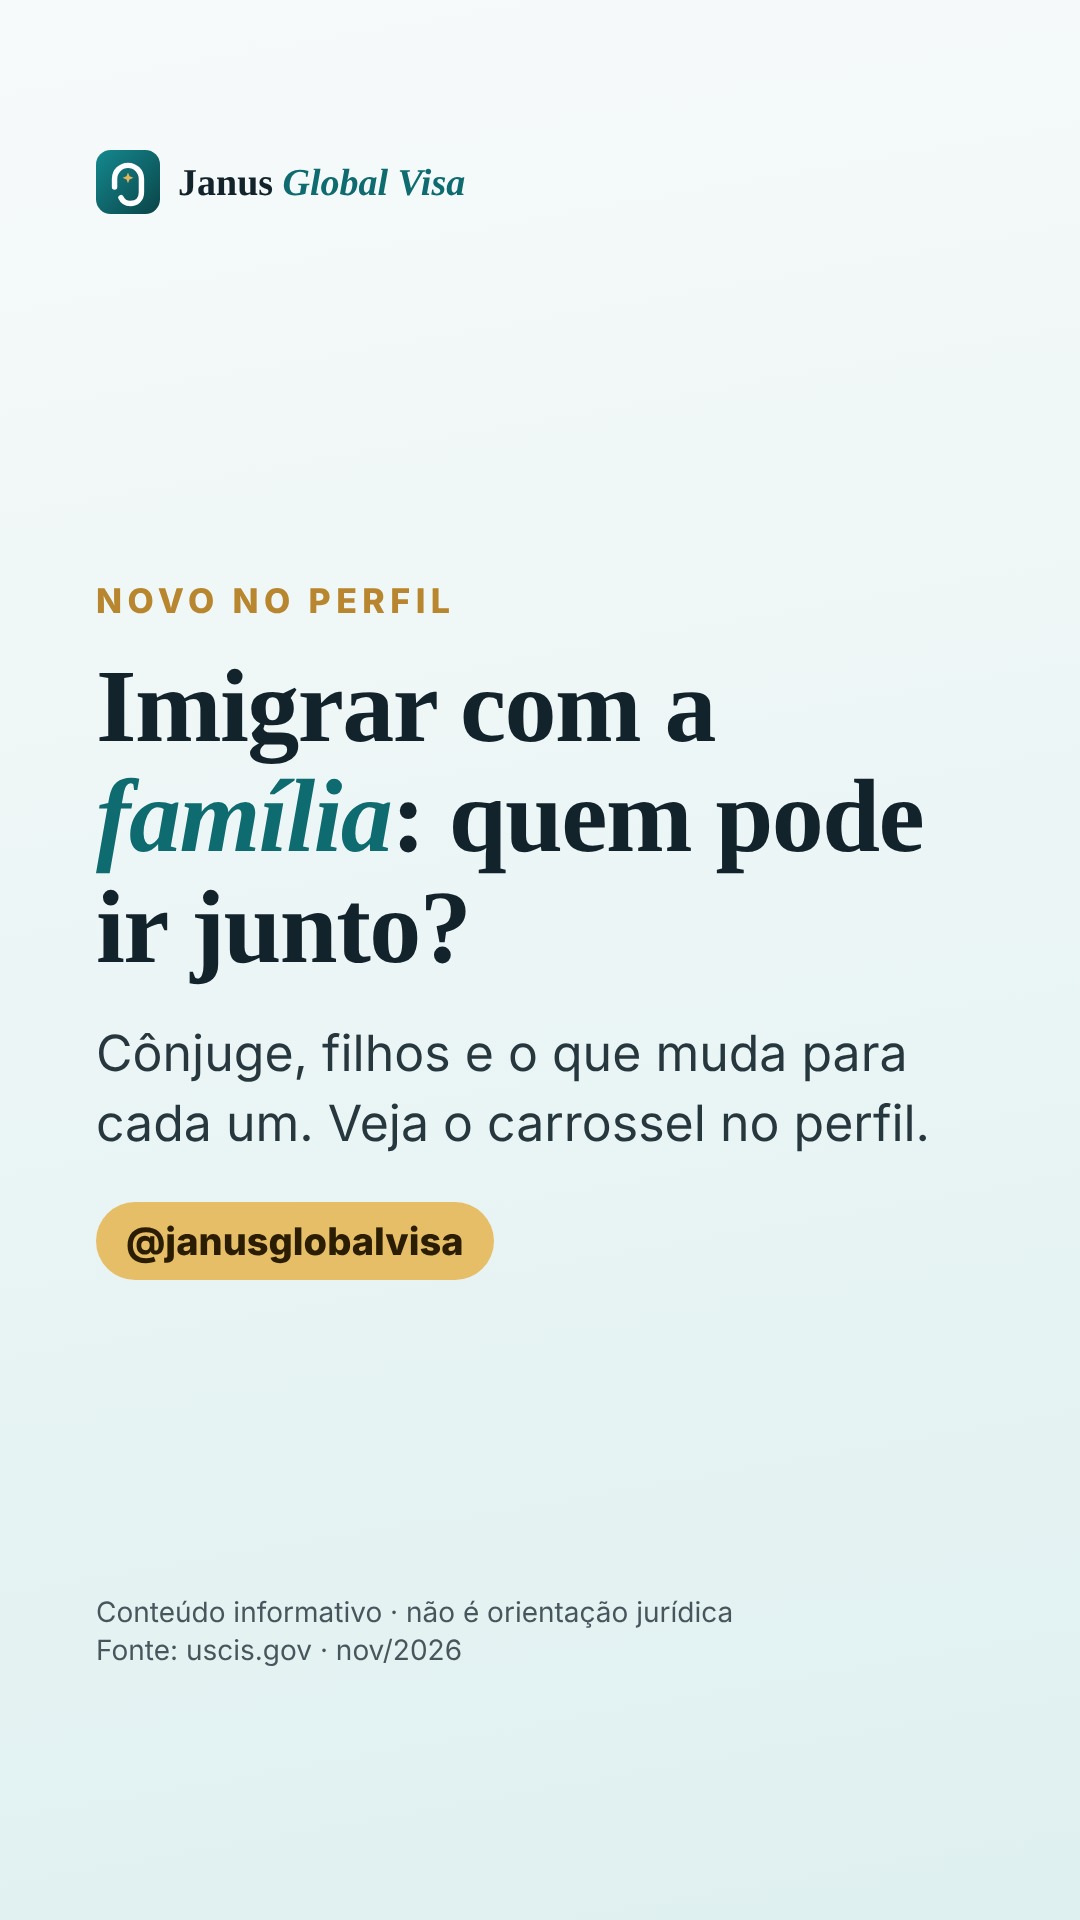 Janus Global Visa
NOVO NO PERFIL
Imigrar com a
família: quem pode
ir junto?
Cônjuge, filhos e o que muda para
cada um. Veja o carrossel no perfil.
@janusglobalvisa
Conteúdo informativo · não é orientação jurídica
Fonte: uscis.gov · nov/2026